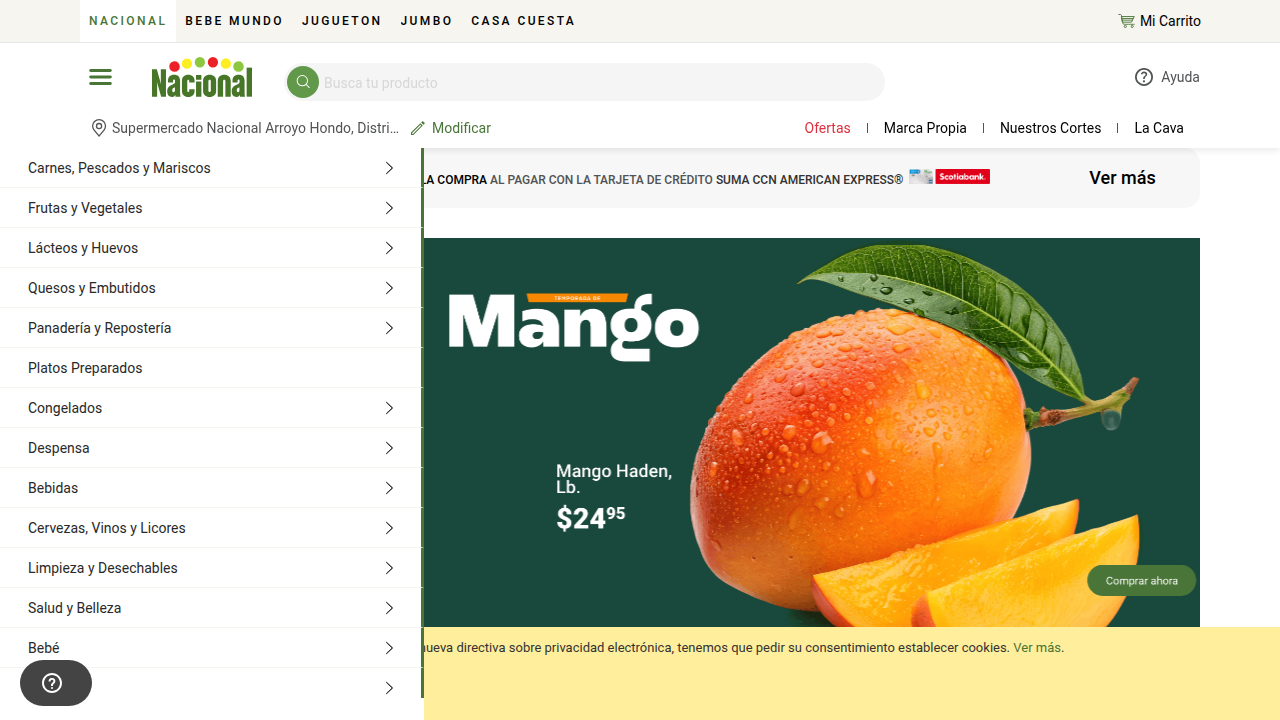 NACIONAL BEBE MUNDO JUGUETON JUMBO CASA CUESTA
Mi Carrito
Nacional
Busca tu producto
Ayuda
Supermercado Nacional Arroyo Hondo, Distri... Modificar
Ofertas | Marca Propia | Nuestros Cortes | La Cava
Carnes, Pescados y Mariscos
Frutas y Vegetales
Lácteos y Huevos
Quesos y Embutidos
Panadería y Repostería
Platos Preparados
Congelados
Despensa
Bebidas
Cervezas, Vinos y Licores
Limpieza y Desechables
Salud y Belleza
Bebé
LA COMPRA AL PAGAR CON LA TARJETA DE CRÉDITO SUMA CCN AMERICAN EXPRESS® Scotiabank.
Ver más
TEMPORADA DE
Mango
Mango Haden,
Lb.
$2495
Comprar ahora
nueva directiva sobre privacidad electrónica, tenemos que pedir su consentimiento establecer cookies. Ver más.